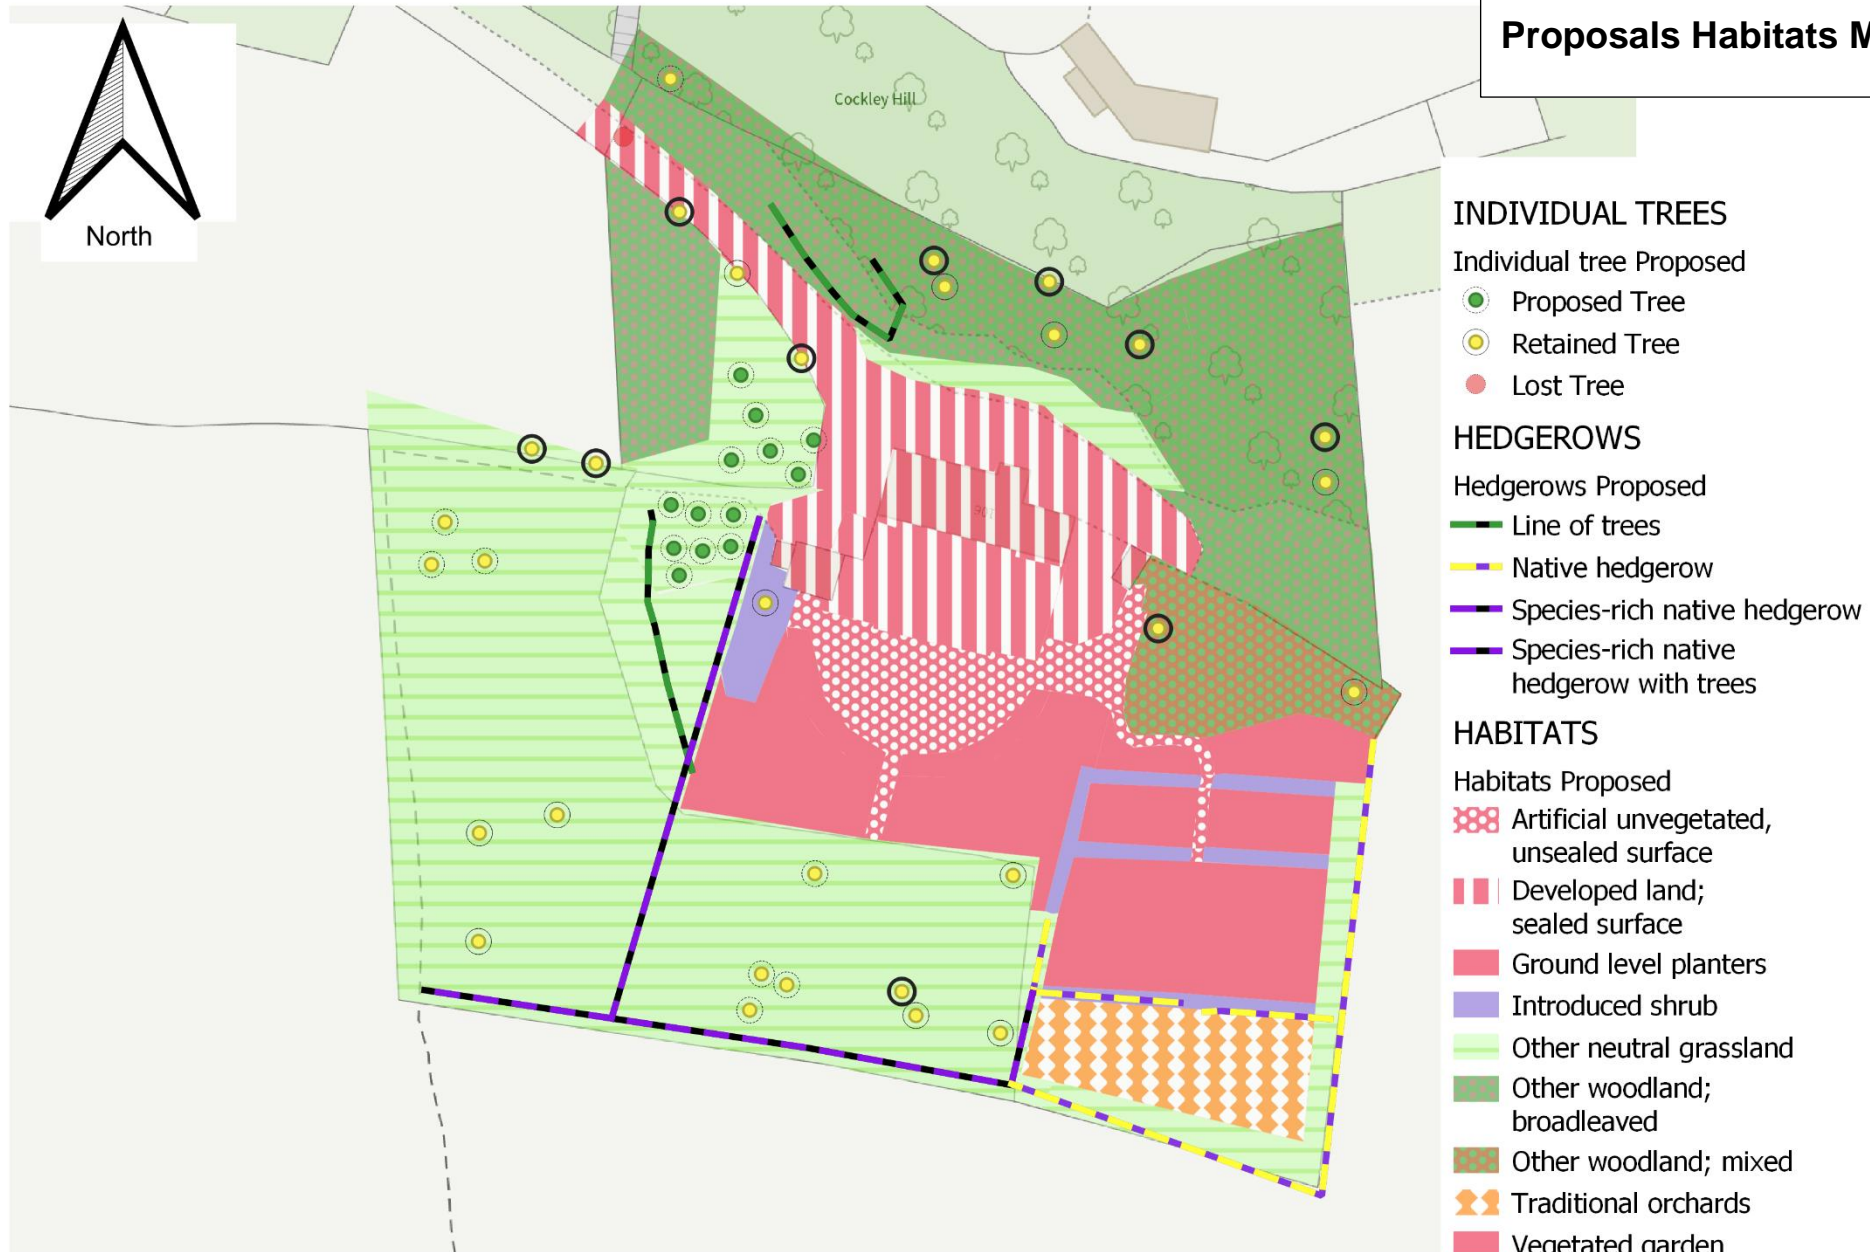 Proposals Habitats M
North
Cockley Hill
INDIVIDUAL TREES
Individual tree Proposed
Proposed Tree
Retained Tree
Lost Tree
HEDGEROWS
Hedgerows Proposed
Line of trees
Native hedgerow
Species-rich native hedgerow
Species-rich native
hedgerow with trees
HABITATS
Habitats Proposed
Artificial unvegetated,
unsealed surface
Developed land;
sealed surface
Ground level planters
Introduced shrub
Other neutral grassland
Other woodland;
broadleaved
Other woodland; mixed
Traditional orchards
Vegetated garden